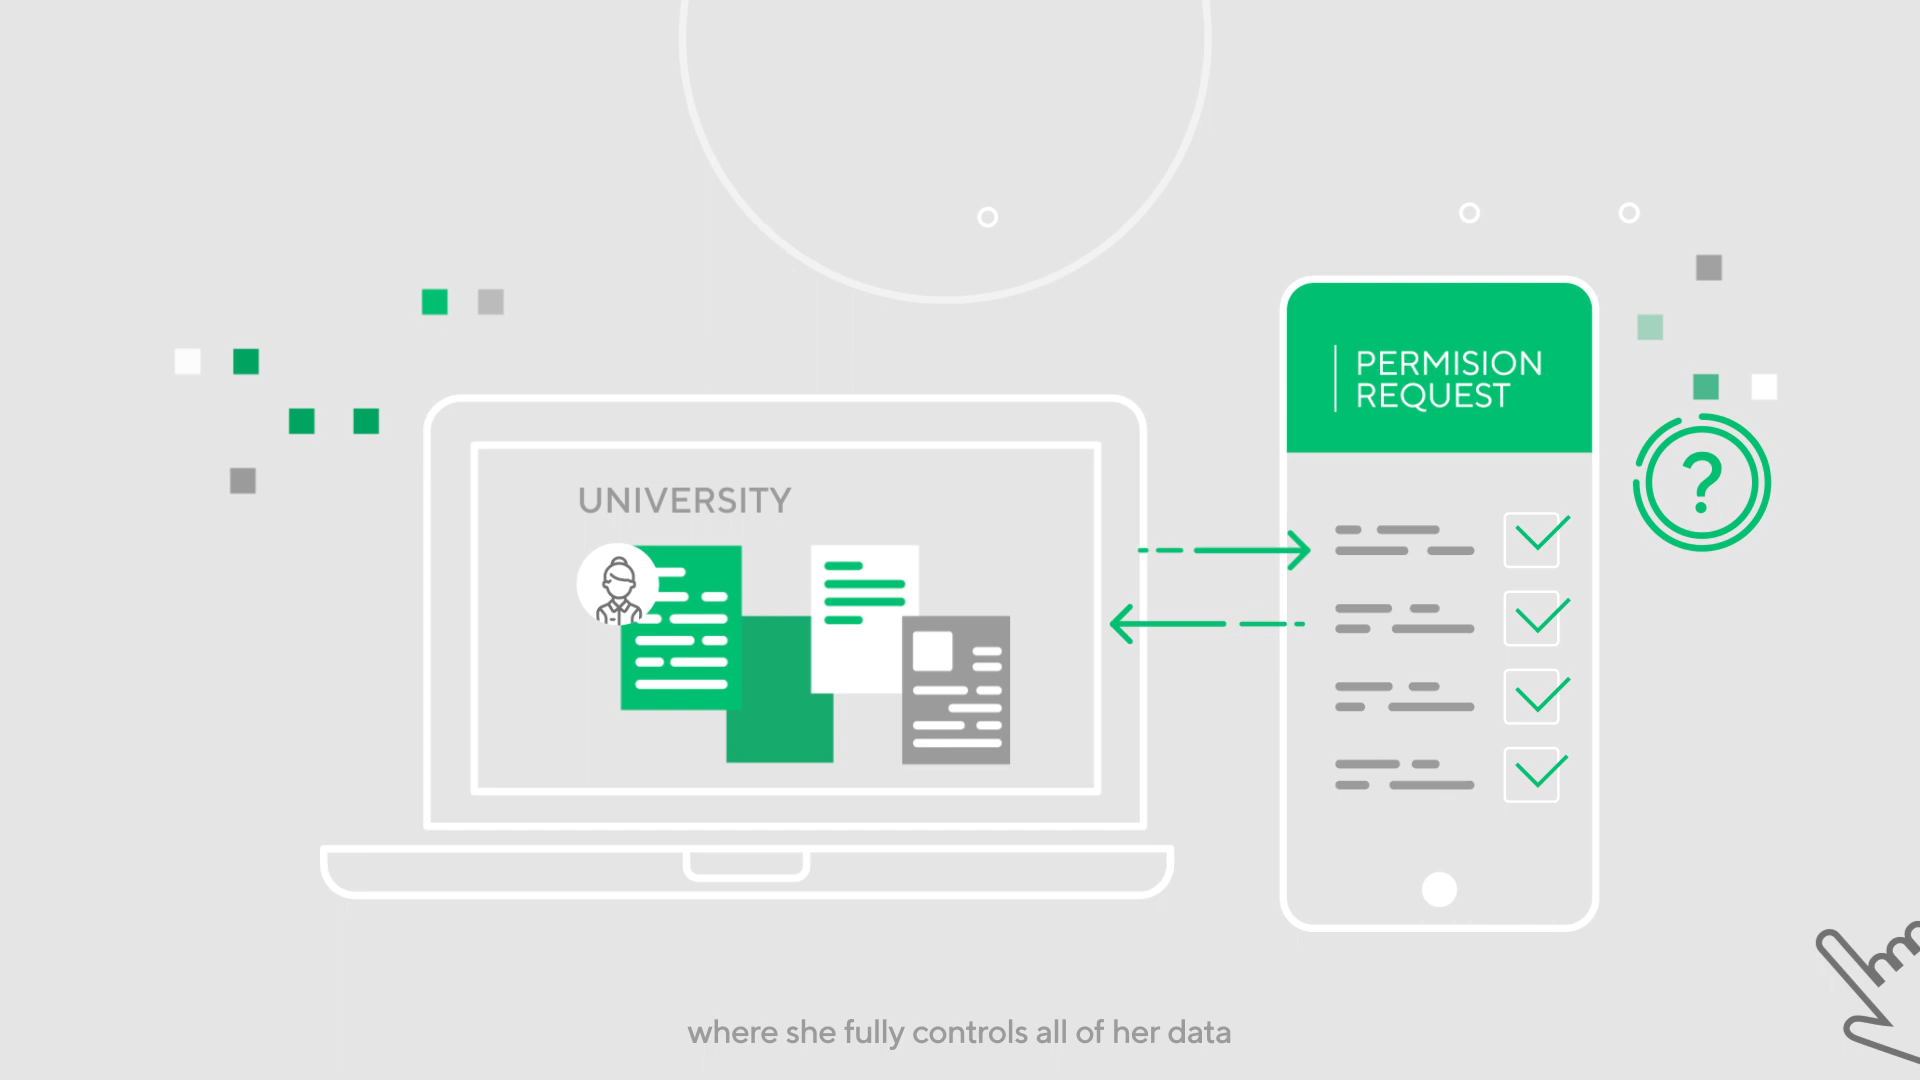 PERMISION
REQUEST
?
UNIVERSITY
where she fully controls all of her data